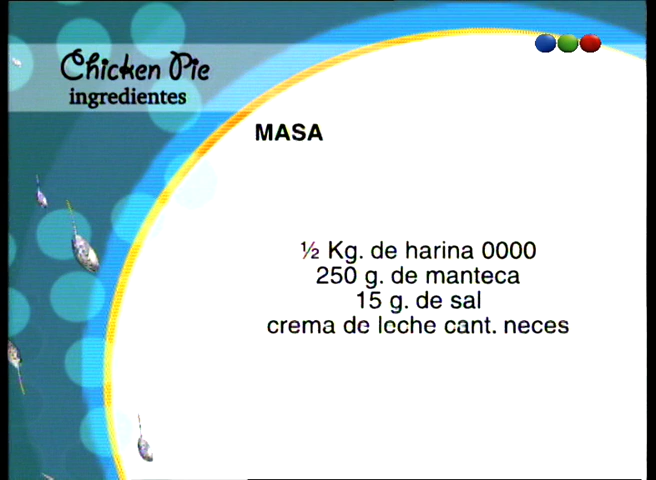 Chicken Pie
ingredientes
MASA
½ Kg. de harina 0000
250 g. de manteca
15 g. de sal
crema de leche cant. neces